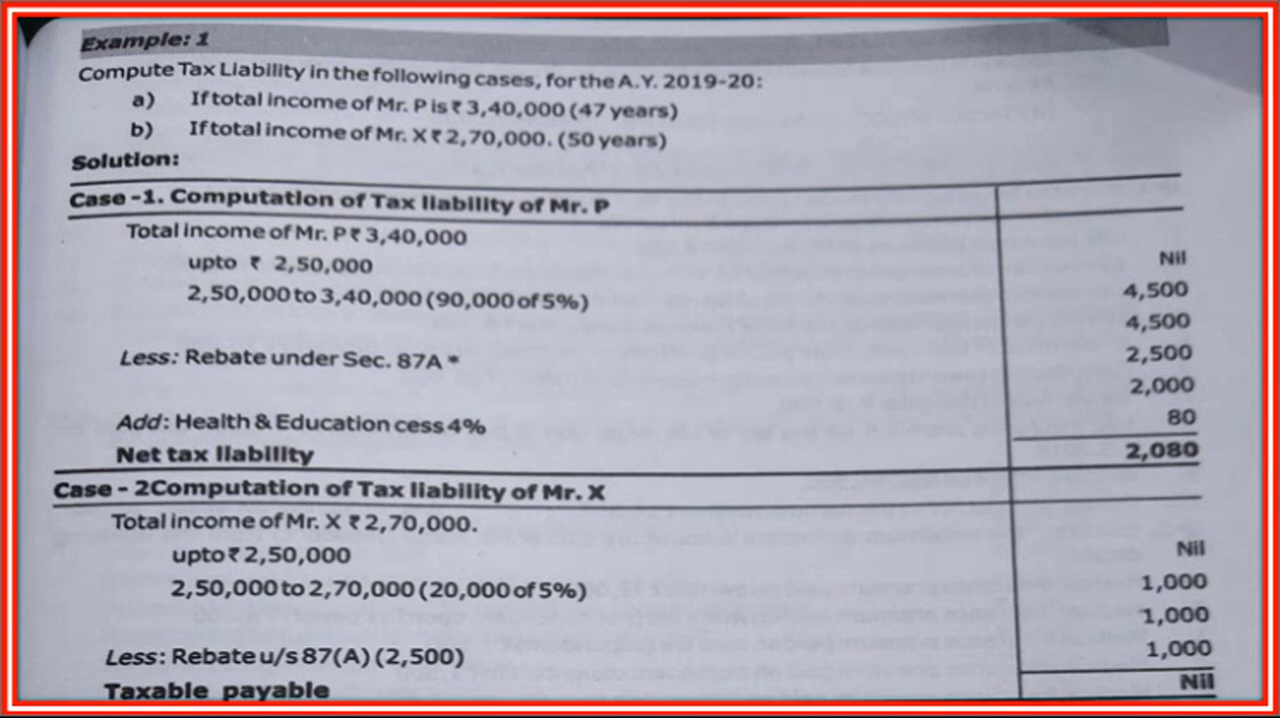 Example: 1
Compute Tax Liability in the following cases, for the A.Y. 2019-20:
a) If total income of Mr. P is ₹ 3,40,000 (47 years)
b) If total income of Mr. X ₹ 2,70,000. (50 years)
Solution:
Case -1. Computation of Tax liability of Mr. P
Total income of Mr. P ₹ 3,40,000
upto ₹ 2,50,000 Nil
2,50,000 to 3,40,000 (90,000 of 5%) 4,500
4,500
Less: Rebate under Sec. 87A * 2,500
2,000
Add: Health & Education cess 4% 80
Net tax liability 2,080
Case - 2Computation of Tax liability of Mr. X
Total income of Mr. X ₹ 2,70,000.
upto ₹ 2,50,000 Nil
2,50,000 to 2,70,000 (20,000 of 5%) 1,000
1,000
Less: Rebate u/s 87(A) (2,500) 1,000
Taxable payable Nil